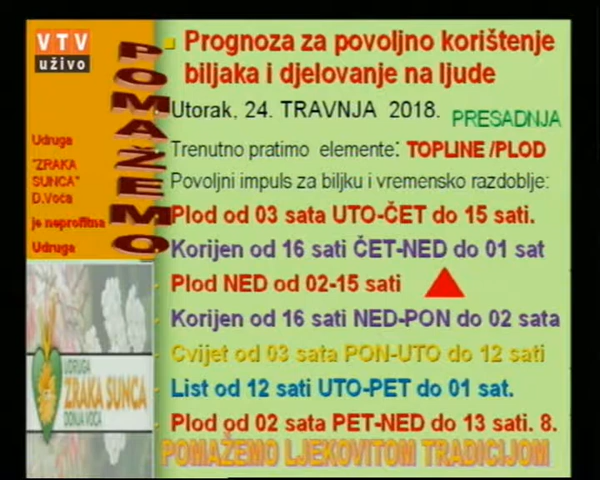 VTV
uživo
POMAŽEMO
Udruga
"ZRAKA
SUNCA"
D.Voća
je neprofitna
Udruga
UDRUGA
ZRAKA SUNCA
DONJA VOĆA
Prognoza za povoljno korištenje
biljaka i djelovanje na ljude
Utorak, 24. TRAVNJA 2018.
PRESADNJA
Trenutno pratimo elemente: TOPLINE /PLOD
Povoljni impuls za biljku i vremensko razdoblje:
Plod od 03 sata UTO-ČET do 15 sati.
Korijen od 16 sati ČET-NED do 01 sat
Plod NED od 02-15 sati
Korijen od 16 sati NED-PON do 02 sata
Cvijet od 03 sata PON-UTO do 12 sati
List od 12 sati UTO-PET do 01 sat.
Plod od 02 sata PET-NED do 13 sati. 8.
POMAŽEMO LJEKOVITOM TRADICIJOM